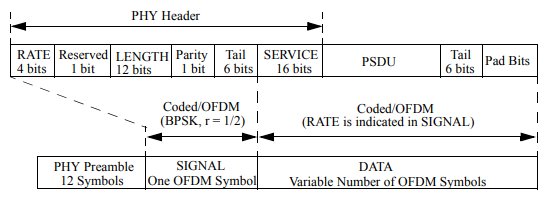 PHY Header
RATE
4 bits
Reserved
1 bit
LENGTH
12 bits
Parity
1 bit
Tail
6 bits
SERVICE
16 bits
PSDU
Tail
6 bits
Pad Bits
Coded/OFDM
(BPSK, r = 1/2)
Coded/OFDM
(RATE is indicated in SIGNAL)
PHY Preamble
12 Symbols
SIGNAL
One OFDM Symbol
DATA
Variable Number of OFDM Symbols